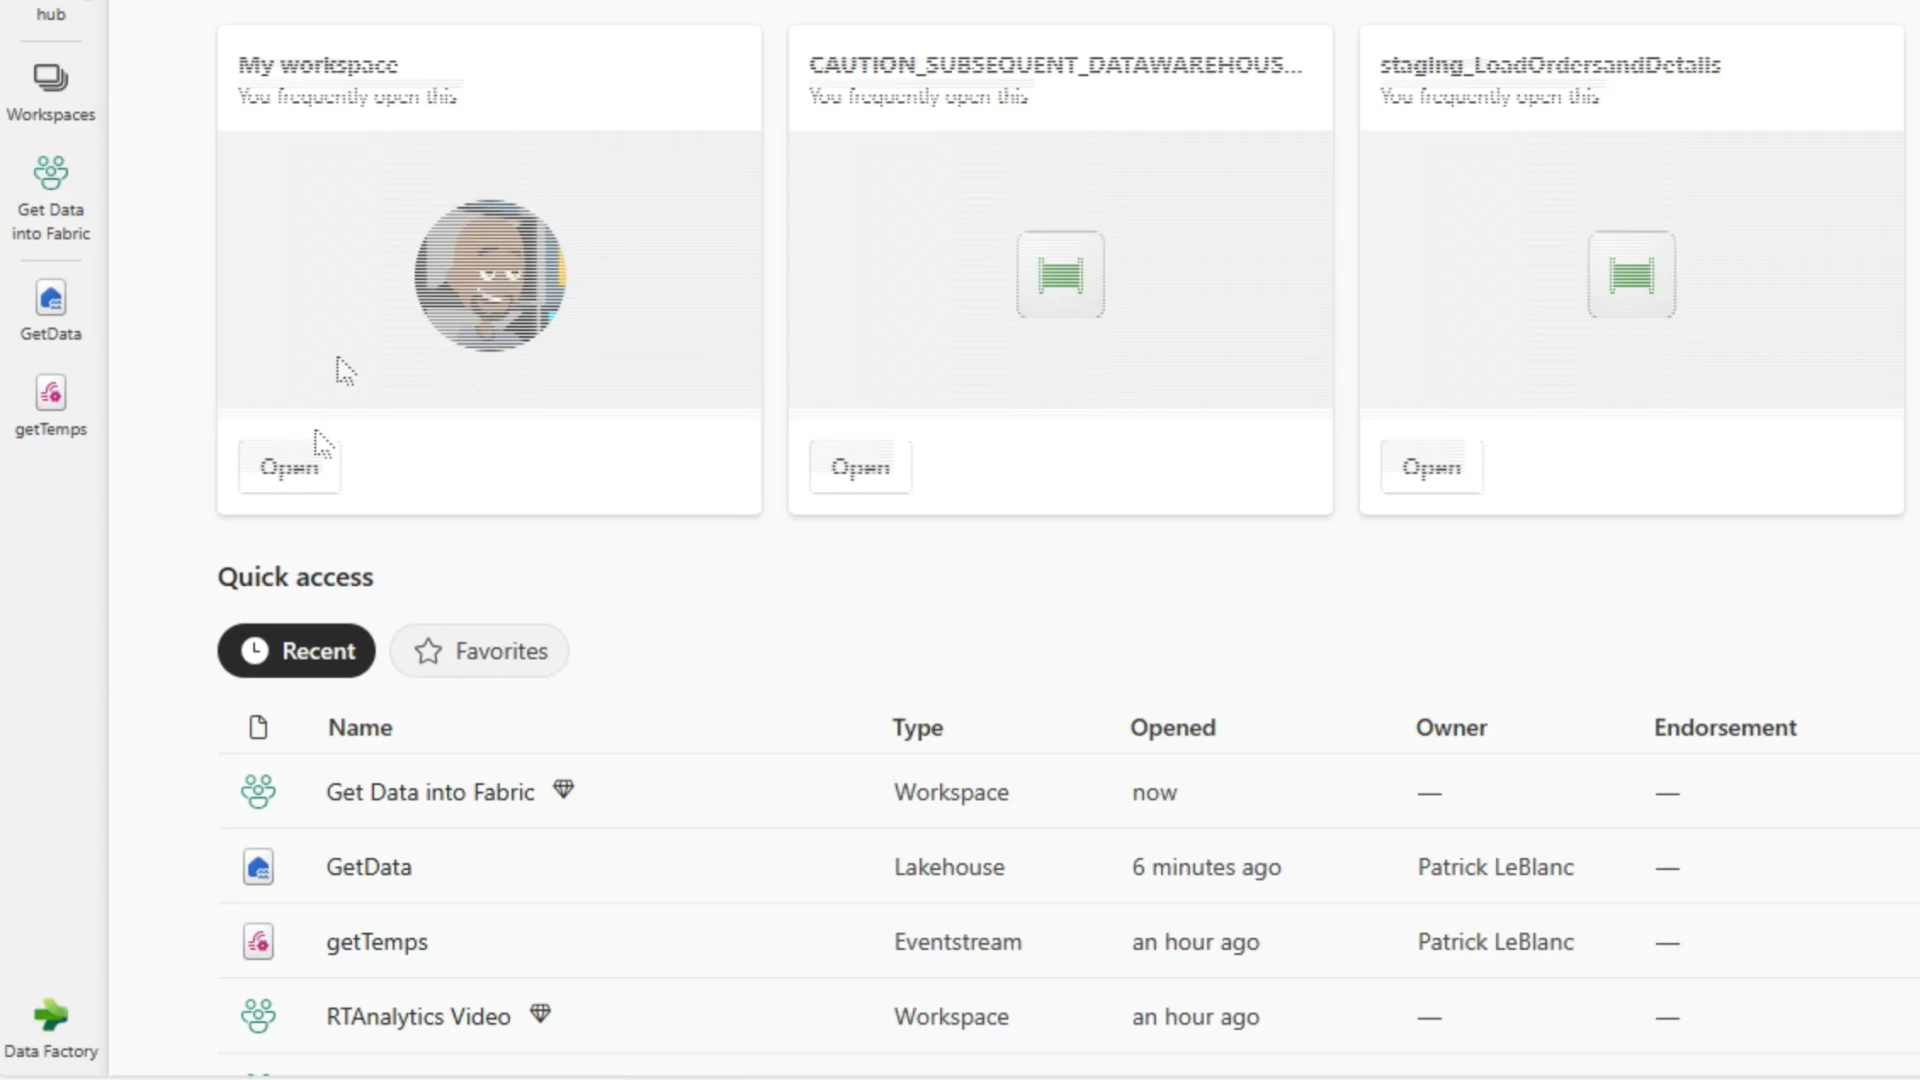 hub
Workspaces
Get Data
into Fabric
GetData
getTemps
Data Factory
My workspace
You frequently open this
Open
CAUTION_SUBSEQUENT_DATAWAREHOUS...
You frequently open this
Open
staging_LoadOrdersandDetails
You frequently open this
Open
Quick access
Recent Favorites
Name Type Opened Owner Endorsement
Get Data into Fabric Workspace now — —
GetData Lakehouse 6 minutes ago Patrick LeBlanc —
getTemps Eventstream an hour ago Patrick LeBlanc —
RTAnalytics Video Workspace an hour ago — —